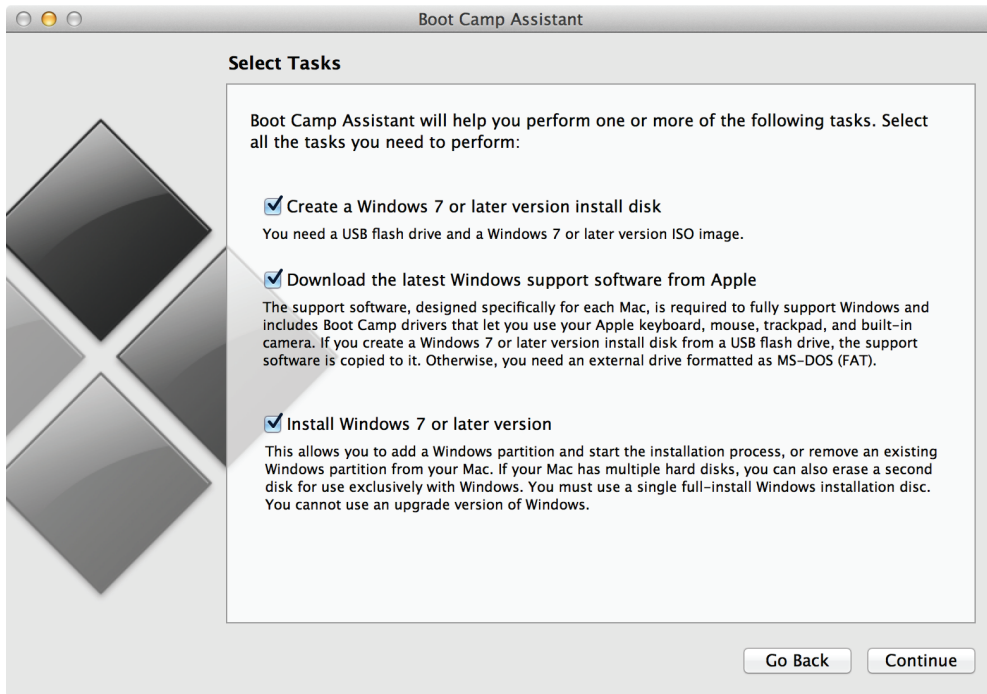 Boot Camp Assistant
Select Tasks
Boot Camp Assistant will help you perform one or more of the following tasks. Select
all the tasks you need to perform:
Create a Windows 7 or later version install disk
You need a USB flash drive and a Windows 7 or later version ISO image.
Download the latest Windows support software from Apple
The support software, designed specifically for each Mac, is required to fully support Windows and
includes Boot Camp drivers that let you use your Apple keyboard, mouse, trackpad, and built-in
camera. If you create a Windows 7 or later version install disk from a USB flash drive, the support
software is copied to it. Otherwise, you need an external drive formatted as MS-DOS (FAT).
Install Windows 7 or later version
This allows you to add a Windows partition and start the installation process, or remove an existing
Windows partition from your Mac. If your Mac has multiple hard disks, you can also erase a second
disk for use exclusively with Windows. You must use a single full-install Windows installation disc.
You cannot use an upgrade version of Windows.
Go Back
Continue